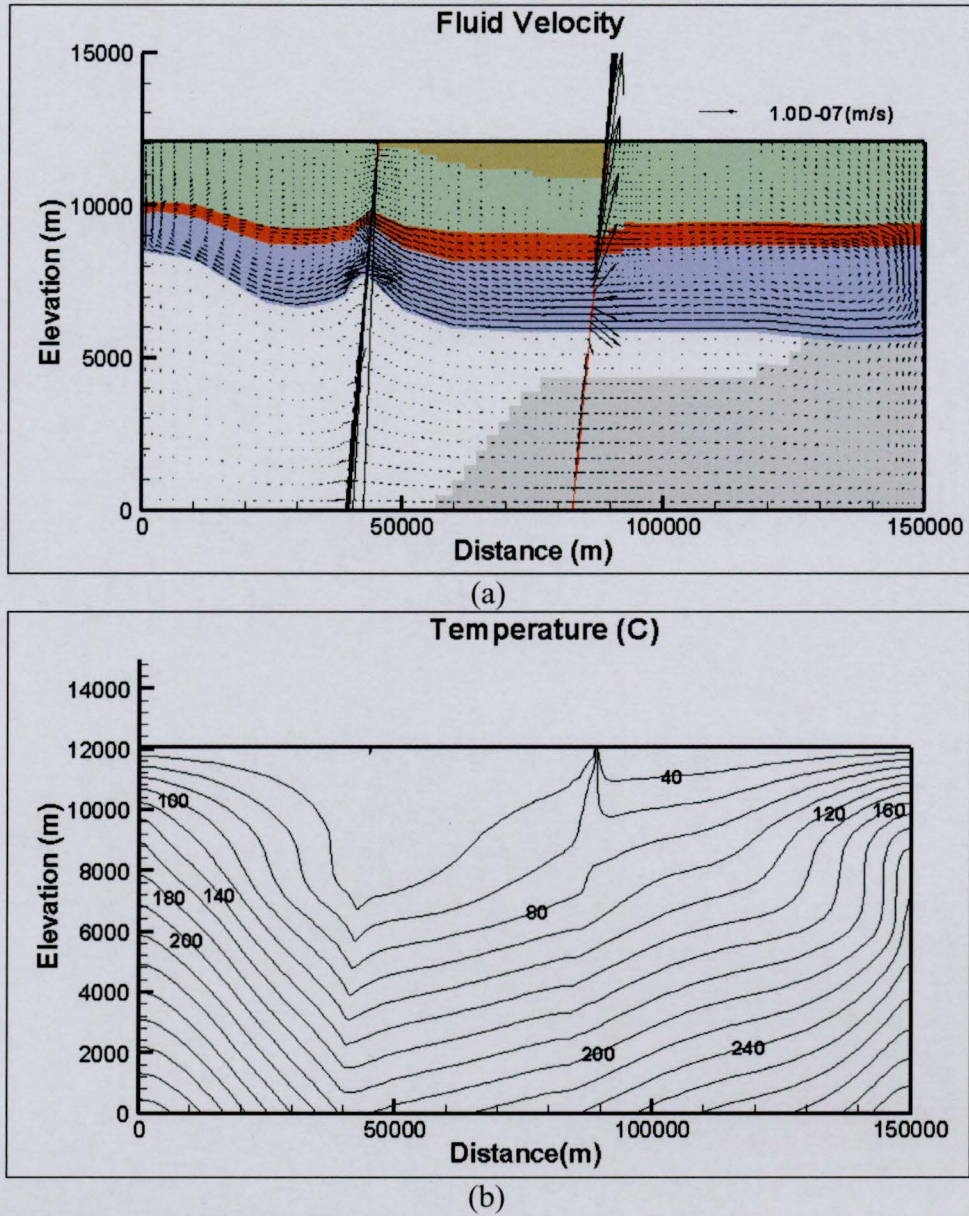 Fluid Velocity
15000
1.0D-07(m/s)
10000
5000
0
Elevation (m)
0 50000 100000 150000
Distance (m)
(a)
Temperature (C)
14000
12000
10000
8000
6000
4000
2000
0
Elevation (m)
40
100
120 160
180 140
80
200
200 240
0 50000 100000 150000
Distance(m)
(b)